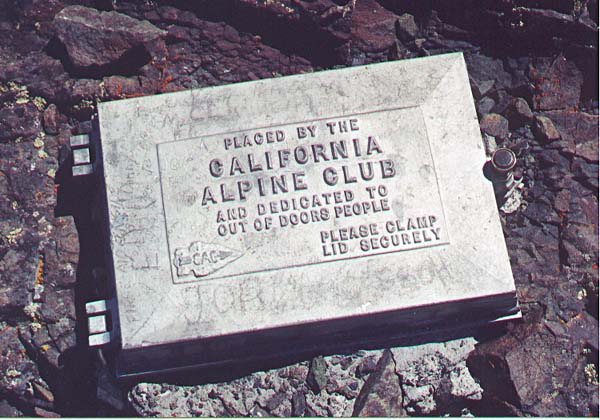 PLACED BY THE
CALIFORNIA
ALPINE CLUB
AND DEDICATED TO
OUT OF DOORS PEOPLE
PLEASE CLAMP
LID SECURELY
CAC